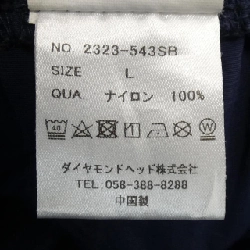 NO. 2323-543SR
SIZE L
QUA. ナイロン 100%
ダイヤモンドヘッド株式会社
TEL 058-388-8288
中国製